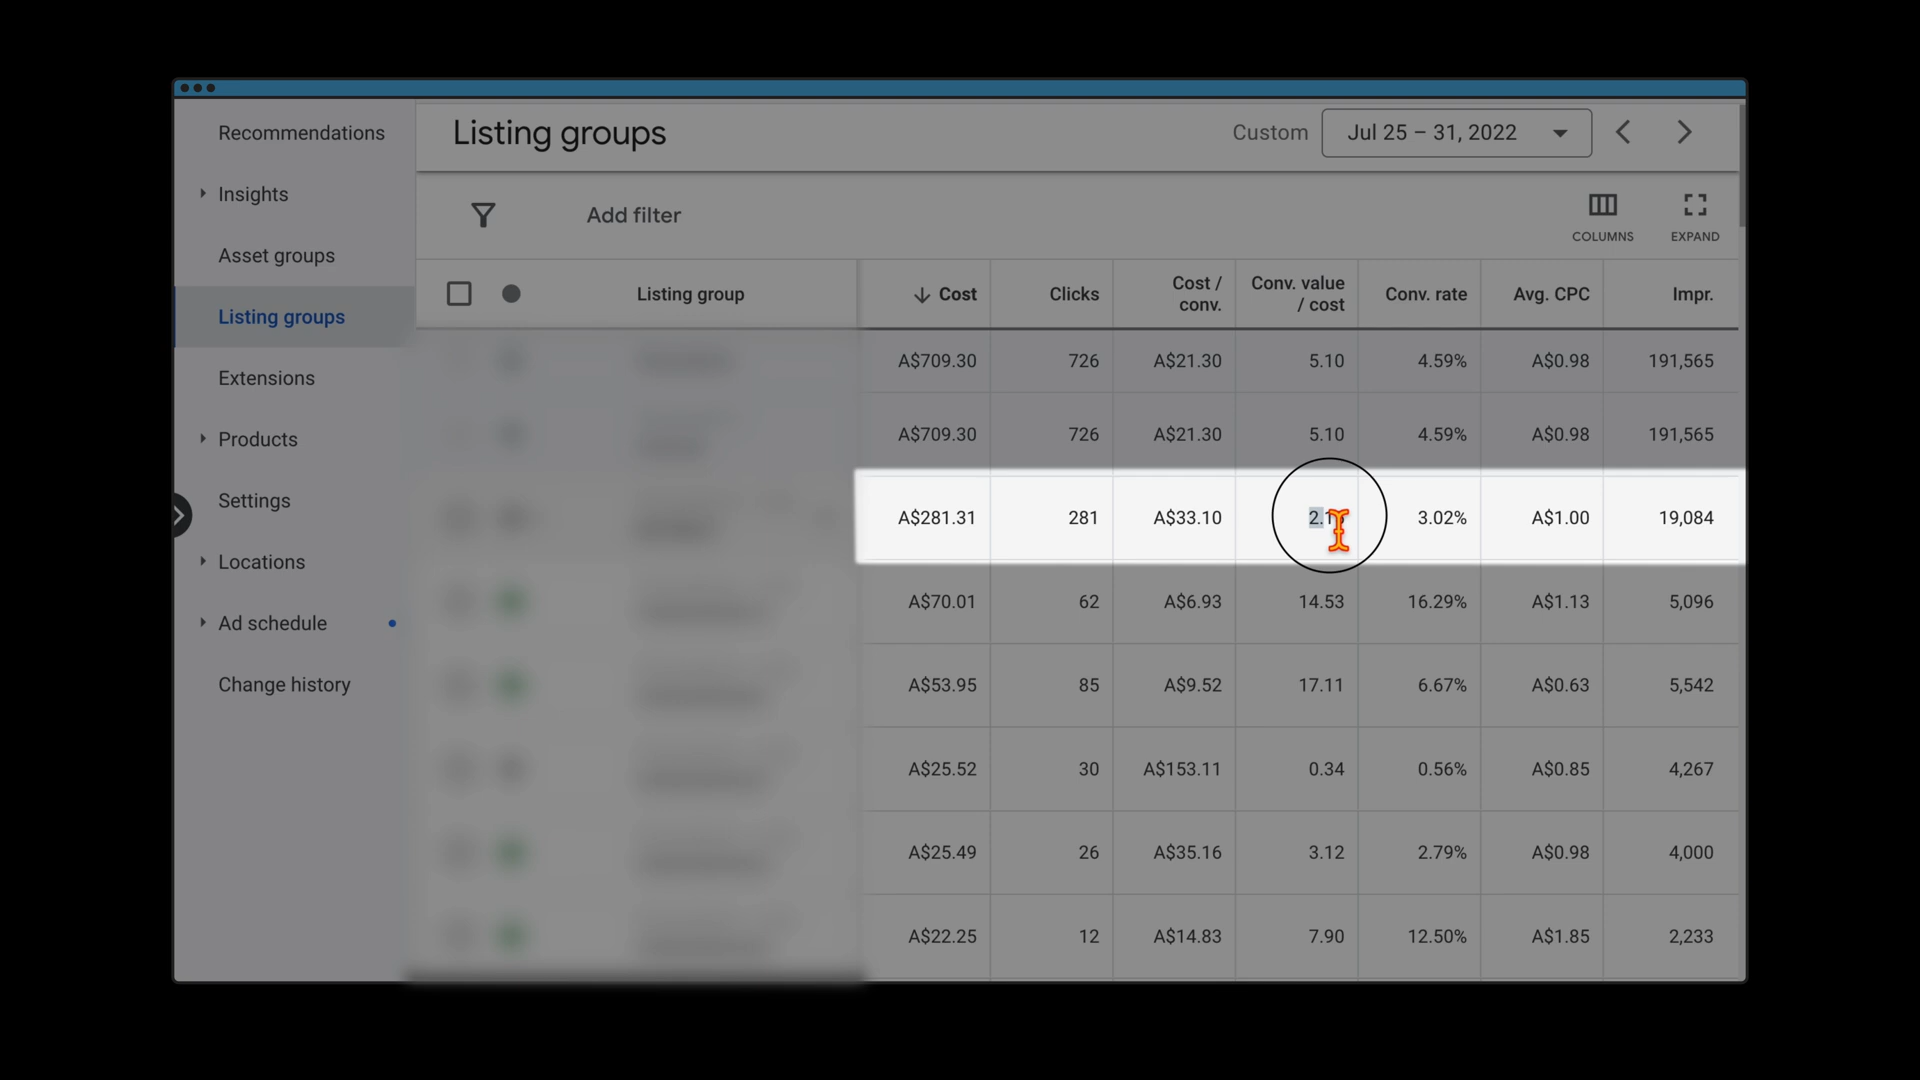 Recommendations
Insights
Asset groups
Listing groups
Extensions
Products
Settings
Locations
Ad schedule
Change history
Listing groups
Custom
Jul 25 – 31, 2022
Add filter
COLUMNS
EXPAND
Listing group
Cost
Clicks
Cost /
conv.
Conv. value
/ cost
Conv. rate
Avg. CPC
Impr.
A$709.30 726 A$21.30 5.10 4.59% A$0.98 191,565
A$709.30 726 A$21.30 5.10 4.59% A$0.98 191,565
A$281.31 281 A$33.10 3.02% A$1.00 19,084
A$70.01 62 A$6.93 14.53 16.29% A$1.13 5,096
A$53.95 85 A$9.52 17.11 6.67% A$0.63 5,542
A$25.52 30 A$153.11 0.34 0.56% A$0.85 4,267
A$25.49 26 A$35.16 3.12 2.79% A$0.98 4,000
A$22.25 12 A$14.83 7.90 12.50% A$1.85 2,233